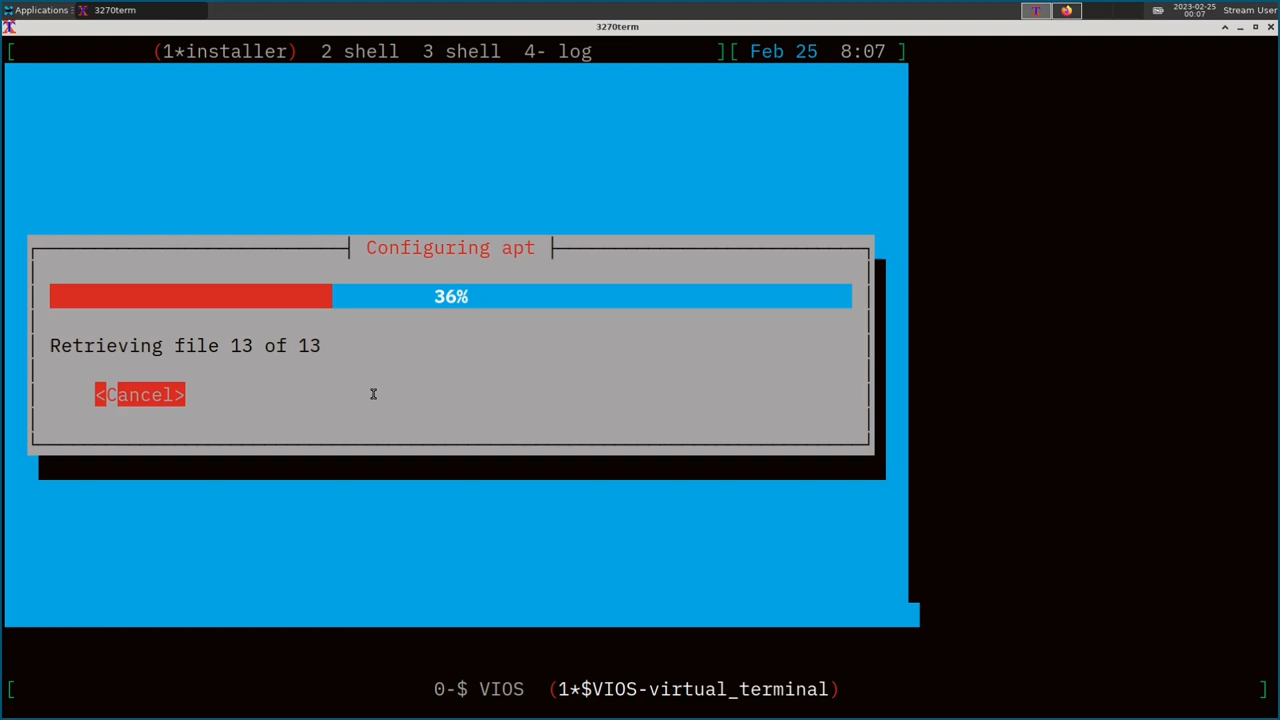 Applications 3270term 2023-02-25 Stream User
00:07
3270term
[ (1*installer) 2 shell 3 shell 4- log ][ Feb 25 8:07 ]
Configuring apt
36%
Retrieving file 13 of 13
<Cancel>
[ 0-$ VIOS (1*$VIOS-virtual_terminal) ]